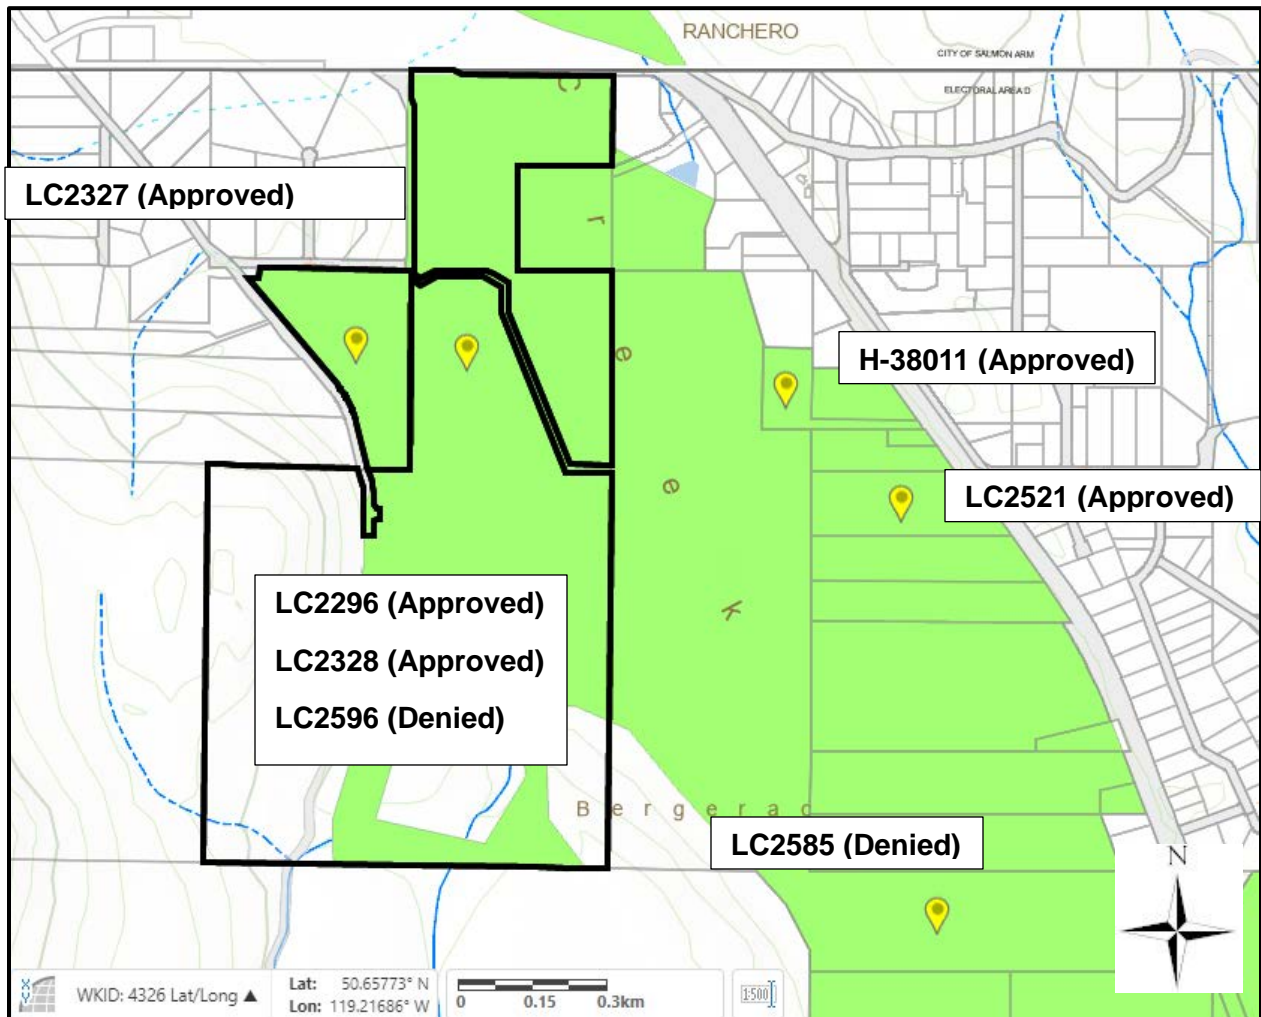 RANCHERO
CITY OF SALMON ARM
ELECTORAL AREA D
LC2327 (Approved)
C r e e k
H-38011 (Approved)
LC2521 (Approved)
LC2296 (Approved)
LC2328 (Approved)
LC2596 (Denied)
B e r g e r a c
LC2585 (Denied)
N
X
Y
WKID: 4326 Lat/Long ▲
Lat: 50.65773° N
Lon: 119.21686° W
0 0.15 0.3km
1:500